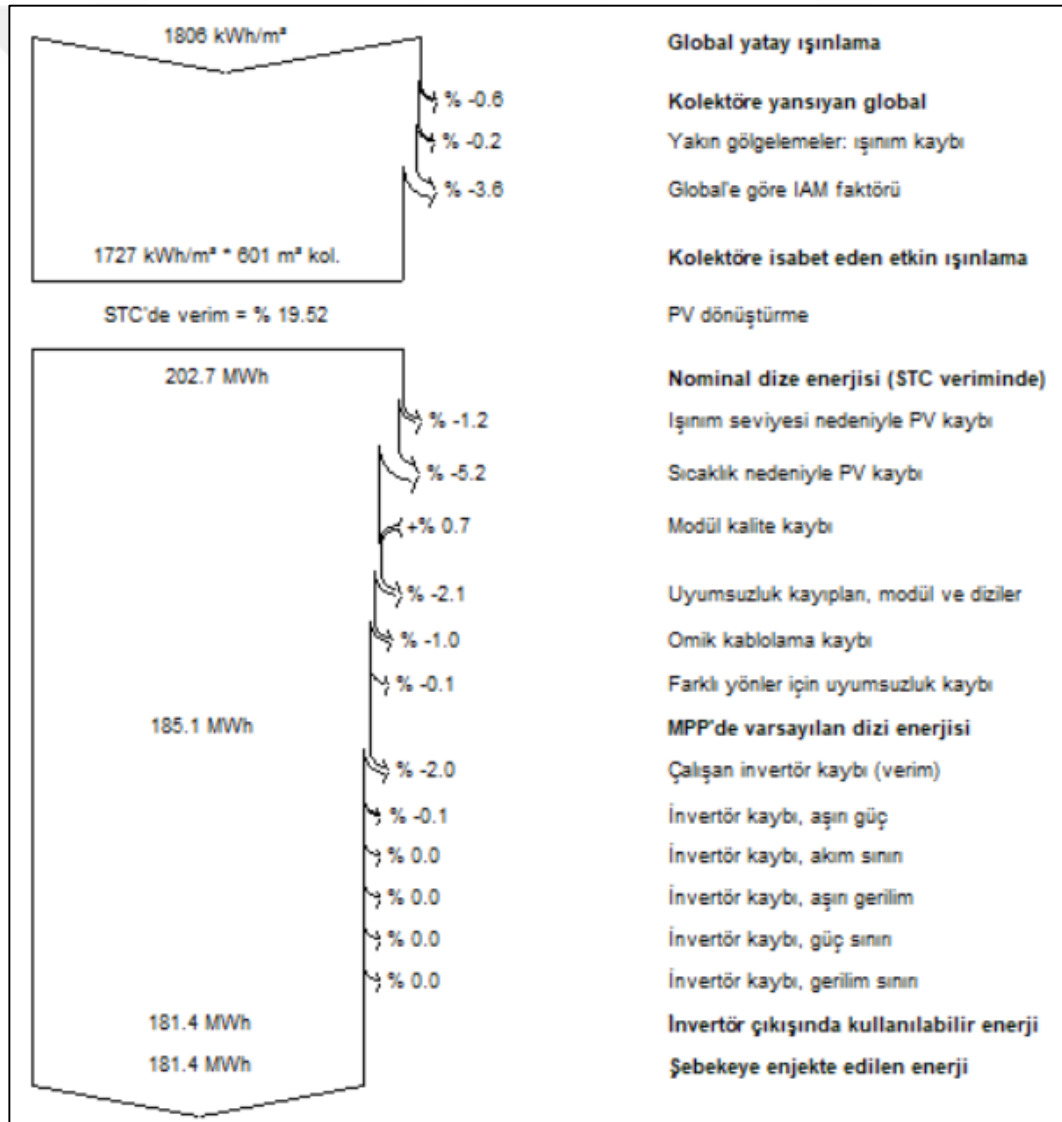 1806 kWh/m² Global yatay ışınlama
% -0.6 Kolektöre yansıyan global
% -0.2 Yakın gölgelemeler: ışınım kaybı
% -3.6 Global'e göre IAM faktörü
1727 kWh/m² * 601 m² kol. Kolektöre isabet eden etkin ışınlama
STC'de verim = % 19.52 PV dönüştürme
202.7 MWh Nominal dize enerjisi (STC veriminde)
% -1.2 Işınım seviyesi nedeniyle PV kaybı
% -5.2 Sıcaklık nedeniyle PV kaybı
+% 0.7 Modül kalite kaybı
% -2.1 Uyumsuzluk kayıpları, modül ve diziler
% -1.0 Omik kablolama kaybı
% -0.1 Farklı yönler için uyumsuzluk kaybı
185.1 MWh MPP'de varsayılan dizi enerjisi
% -2.0 Çalışan invertör kaybı (verim)
% -0.1 İnvertör kaybı, aşırı güç
% 0.0 İnvertör kaybı, akım sınırı
% 0.0 İnvertör kaybı, aşırı gerilim
% 0.0 İnvertör kaybı, güç sınırı
% 0.0 İnvertör kaybı, gerilim sınırı
181.4 MWh İnvertör çıkışında kullanılabilir enerji
181.4 MWh Şebekeye enjekte edilen enerji